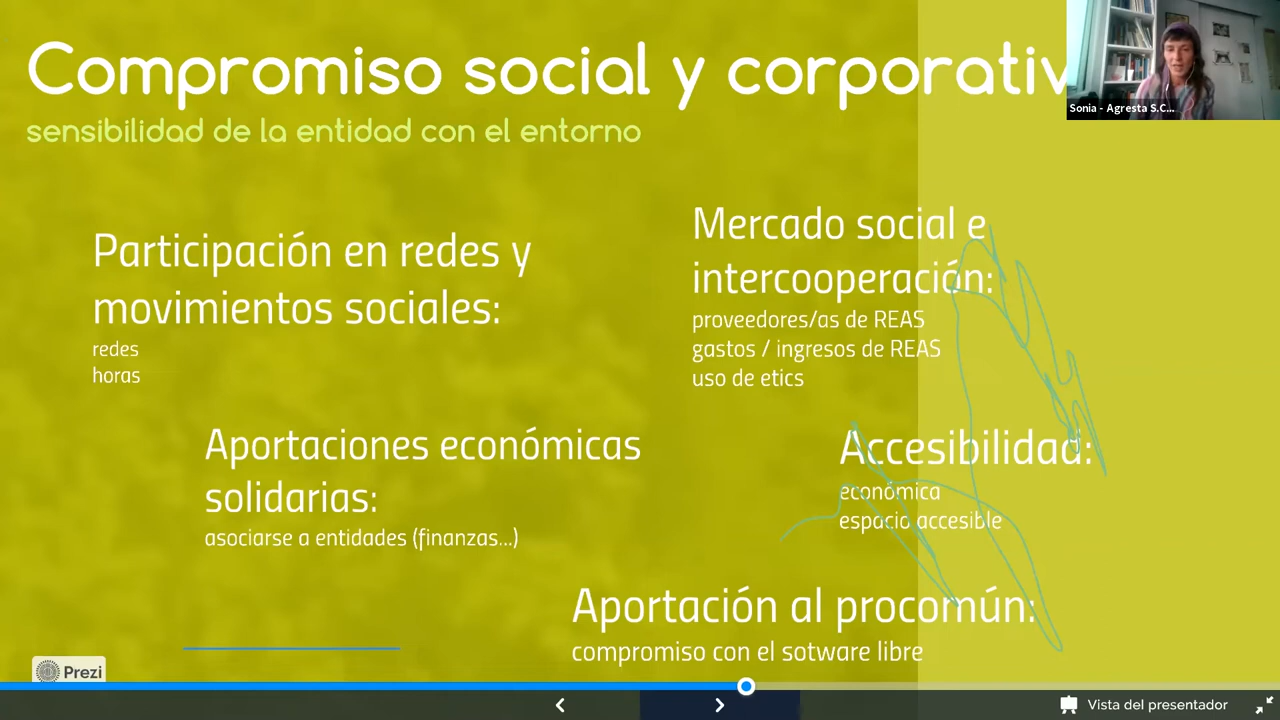 Compromiso social y corporativ
sensibilidad de la entidad con el entorno
Sonia - Agresta S.C...
Participación en redes y
movimientos sociales:
redes
horas
Mercado social e
intercooperación:
proveedores/as de REAS
gastos / ingresos de REAS
uso de etics
Aportaciones económicas
solidarias:
asociarse a entidades (finanzas...)
Accesibilidad:
económica
espacio accesible
Aportación al procomún:
compromiso con el sotware libre
Prezi
Vista del presentador